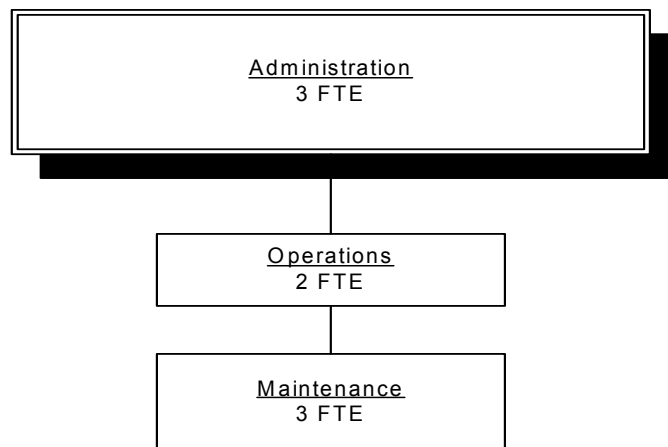 Administration
3 FTE
Operations
2 FTE
Maintenance
3 FTE